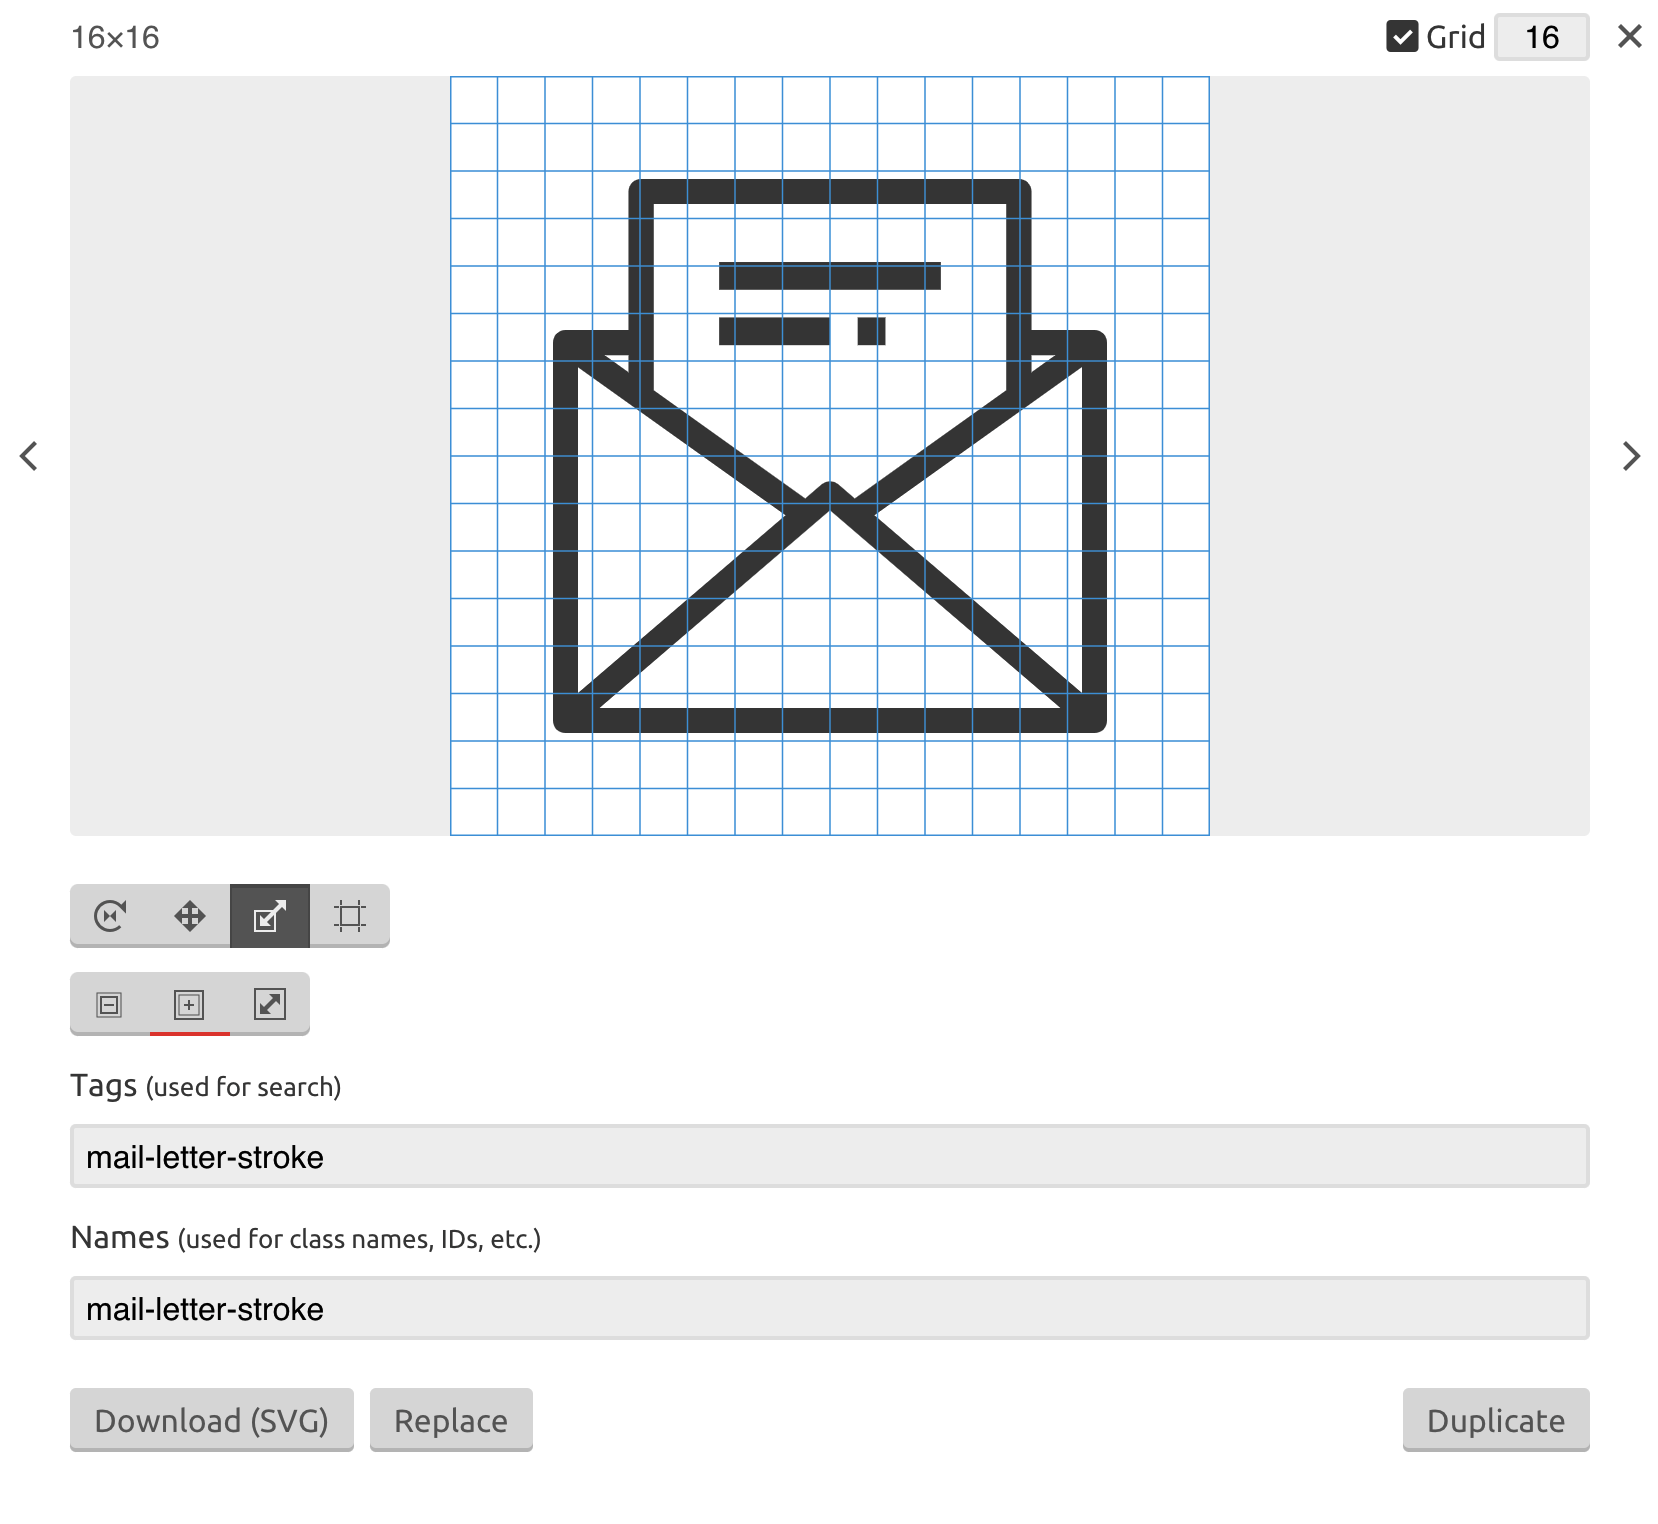 16×16
Grid 16
Tags (used for search)
mail-letter-stroke
Names (used for class names, IDs, etc.)
mail-letter-stroke
Download (SVG) Replace Duplicate